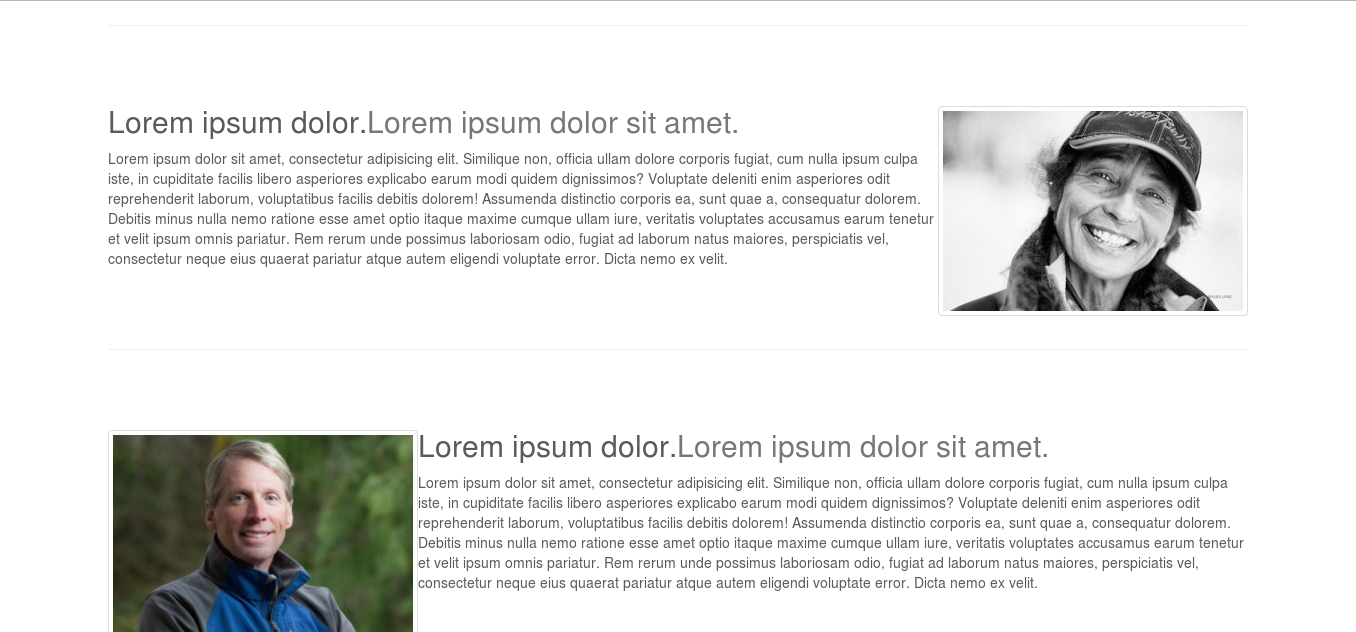 Lorem ipsum dolor.Lorem ipsum dolor sit amet.
Lorem ipsum dolor sit amet, consectetur adipisicing elit. Similique non, officia ullam dolore corporis fugiat, cum nulla ipsum culpa
iste, in cupiditate facilis libero asperiores explicabo earum modi quidem dignissimos? Voluptate deleniti enim asperiores odit
reprehenderit laborum, voluptatibus facilis debitis dolorem! Assumenda distinctio corporis ea, sunt quae a, consequatur dolorem.
Debitis minus nulla nemo ratione esse amet optio itaque maxime cumque ullam iure, veritatis voluptates accusamus earum tenetur
et velit ipsum omnis pariatur. Rem rerum unde possimus laboriosam odio, fugiat ad laborum natus maiores, perspiciatis vel,
consectetur neque eius quaerat pariatur atque autem eligendi voluptate error. Dicta nemo ex velit.
Lorem ipsum dolor.Lorem ipsum dolor sit amet.
Lorem ipsum dolor sit amet, consectetur adipisicing elit. Similique non, officia ullam dolore corporis fugiat, cum nulla ipsum culpa
iste, in cupiditate facilis libero asperiores explicabo earum modi quidem dignissimos? Voluptate deleniti enim asperiores odit
reprehenderit laborum, voluptatibus facilis debitis dolorem! Assumenda distinctio corporis ea, sunt quae a, consequatur dolorem.
Debitis minus nulla nemo ratione esse amet optio itaque maxime cumque ullam iure, veritatis voluptates accusamus earum tenetur
et velit ipsum omnis pariatur. Rem rerum unde possimus laboriosam odio, fugiat ad laborum natus maiores, perspiciatis vel,
consectetur neque eius quaerat pariatur atque autem eligendi voluptate error. Dicta nemo ex velit.